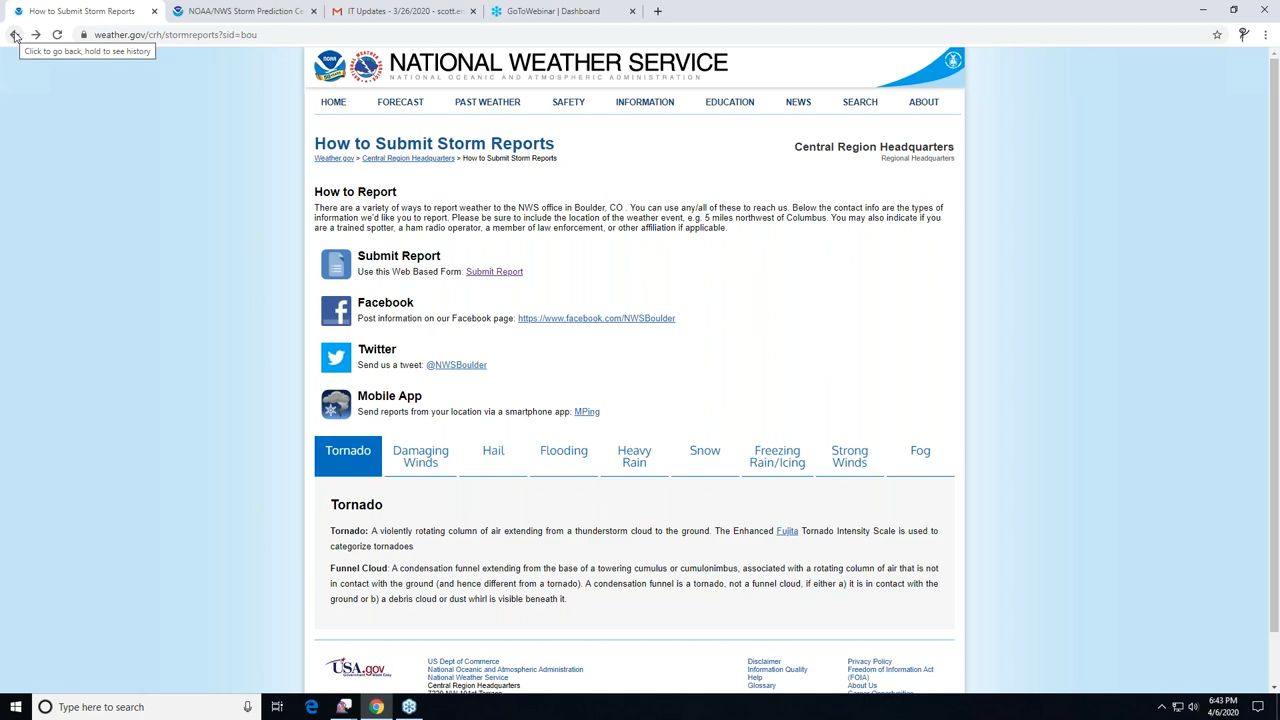 How to Submit Storm Reports
NOAA/NWS Storm Prediction Ce
IT Operations - 3/26/2020 - scott.e
GoToWebinar | Dashboard
weather.gov/crh/stormreports?sid=bou
Click to go back, hold to see history
NATIONAL WEATHER SERVICE
NATIONAL OCEANIC AND ATMOSPHERIC ADMINISTRATION
HOME FORECAST PAST WEATHER SAFETY INFORMATION EDUCATION NEWS SEARCH ABOUT
How to Submit Storm Reports
Weather.gov > Central Region Headquarters > How to Submit Storm Reports
Central Region Headquarters
Regional Headquarters
How to Report
There are a variety of ways to report weather to the NWS office in Boulder, CO . You can use any/all of these to reach us. Below the contact info are the types of
information we'd like you to report. Please be sure to include the location of the weather event, e.g. 5 miles northwest of Columbus. You may also indicate if you
are a trained spotter, a ham radio operator, a member of law enforcement, or other affiliation if applicable.
Submit Report
Use this Web Based Form: Submit Report
Facebook
Post information on our Facebook page: https://www.facebook.com/NWSBoulder
Twitter
Send us a tweet: @NWSBoulder
Mobile App
Send reports from your location via a smartphone app: MPing
Tornado
Damaging
Winds
Hail
Flooding
Heavy
Rain
Snow
Freezing
Rain/Icing
Strong
Winds
Fog
Tornado
Tornado: A violently rotating column of air extending from a thunderstorm cloud to the ground. The Enhanced Fujita Tornado Intensity Scale is used to
categorize tornadoes
Funnel Cloud: A condensation funnel extending from the base of a towering cumulus or cumulonimbus, associated with a rotating column of air that is not
in contact with the ground (and hence different from a tornado). A condensation funnel is a tornado, not a funnel cloud, if either a) it is in contact with the
ground or b) a debris cloud or dust whirl is visible beneath it.
USA.gov
US Dept of Commerce
National Oceanic and Atmospheric Administration
National Weather Service
Central Region Headquarters
Disclaimer
Information Quality
Help
Glossary
Privacy Policy
Freedom of Information Act
(FOIA)
About Us
Type here to search
6:43 PM
4/6/2020